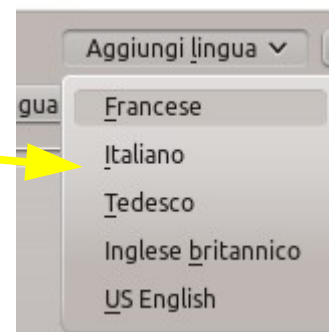 Aggiungi lingua
gua
Francese
Italiano
Tedesco
Inglese britannico
US English